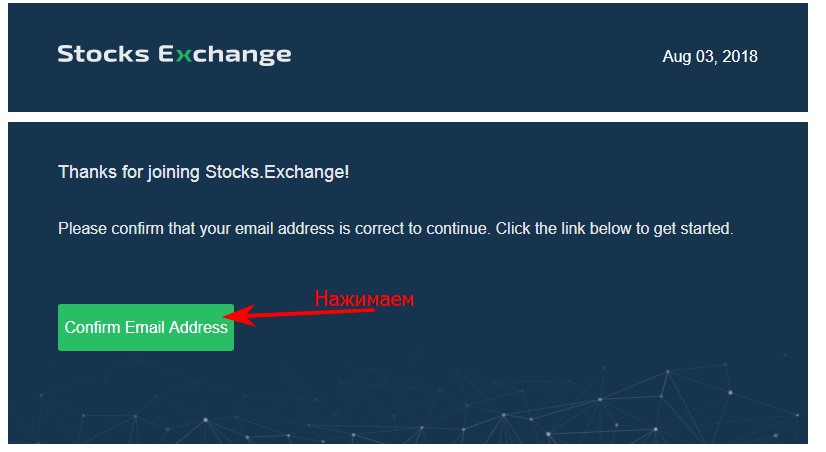 Stocks Exchange
Aug 03, 2018
Thanks for joining Stocks.Exchange!
Please confirm that your email address is correct to continue. Click the link below to get started.
Нажимаем
Confirm Email Address